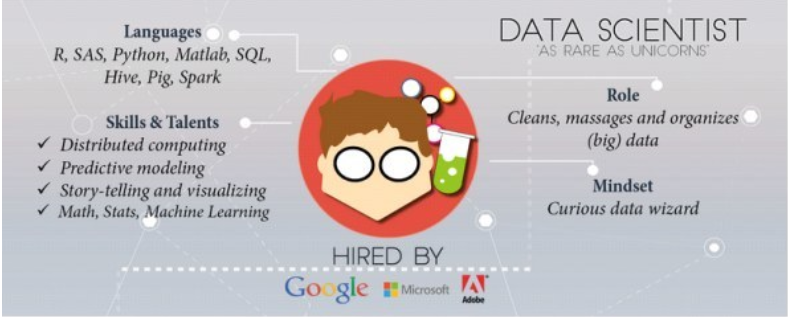 DATA SCIENTIST
"AS RARE AS UNICORNS"
Languages
R, SAS, Python, Matlab, SQL,
Hive, Pig, Spark
Skills & Talents
✓ Distributed computing
✓ Predictive modeling
✓ Story-telling and visualizing
✓ Math, Stats, Machine Learning
Role
Cleans, massages and organizes
(big) data
Mindset
Curious data wizard
HIRED BY
Google
Microsoft
Adobe